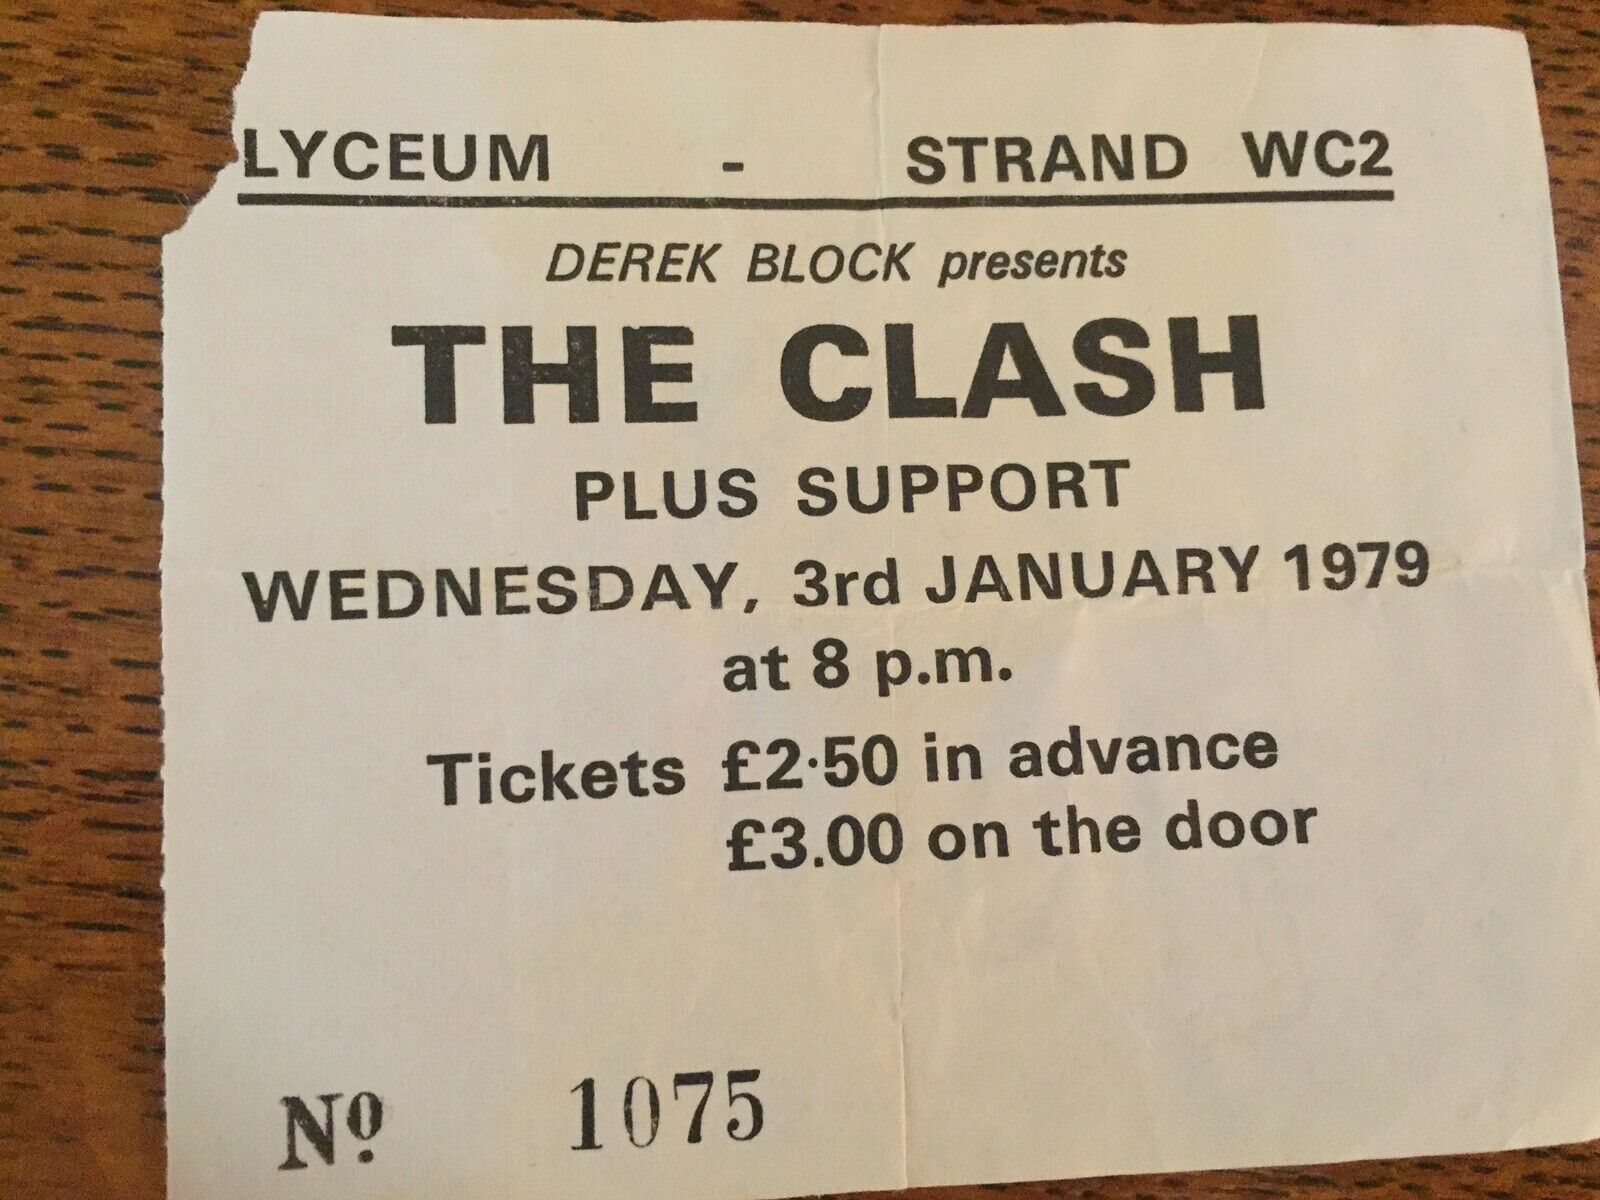 LYCEUM - STRAND WC2
DEREK BLOCK presents
THE CLASH
PLUS SUPPORT
WEDNESDAY, 3rd JANUARY 1979
at 8 p.m.
Tickets £2·50 in advance
£3.00 on the door
Nº 1075